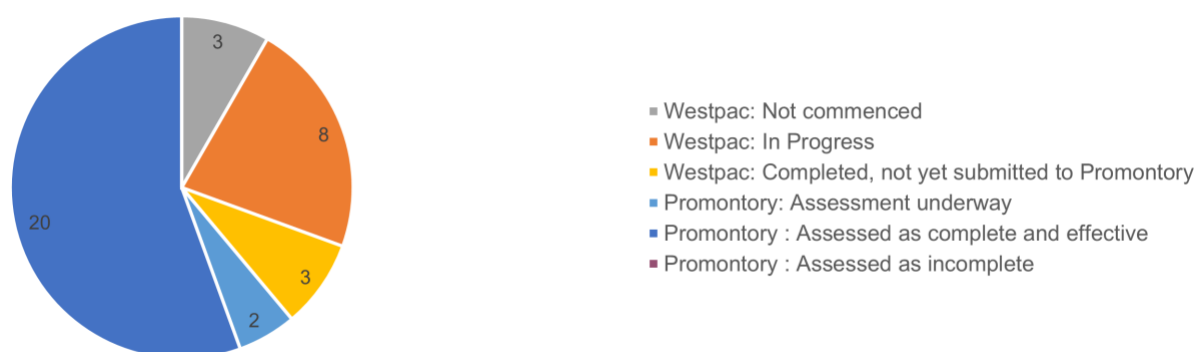 3
8
20
3
2
Westpac: Not commenced
Westpac: In Progress
Westpac: Completed, not yet submitted to Promontory
Promontory: Assessment underway
Promontory : Assessed as complete and effective
Promontory : Assessed as incomplete